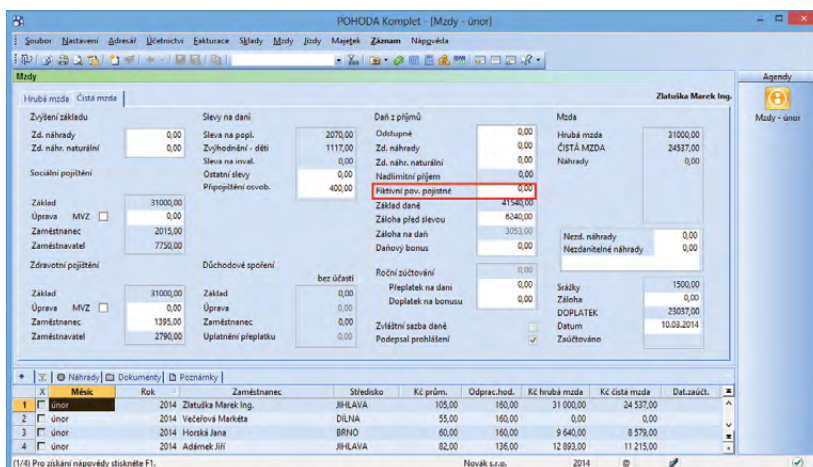 POHODA Komplet - [Mzdy - únor]
Soubor Nastavení Adresář Účetnictví Fakturace Sklady Mzdy Jízdy Majetek Záznam Nápověda
Mzdy
Agendy
Hrubá mzda Čistá mzda
Zlatuška Marek Ing.
Mzdy - únor
Zvýšení základu
Zd. náhrady 0,00
Zd. náhr. naturální 0,00
Sociální pojištění
Základ 31000,00
Úprava MVZ 0,00
Zaměstnanec 2015,00
Zaměstnavatel 7750,00
Zdravotní pojištění
Základ 31000,00
Úprava MVZ 0,00
Zaměstnanec 1395,00
Zaměstnavatel 2790,00
Slevy na dani
Sleva na popl. 2070,00
Zvýhodnění - děti 1117,00
Sleva na inval. 0,00
Ostatní slevy 0,00
Připojištění osvob. 400,00
Důchodové spoření
bez účasti
Základ 0,00
Úprava 0,00
Zaměstnanec 0,00
Uplatnění přeplatku 0,00
Daň z příjmů
Odstupné 0,00
Zd. náhrady 0,00
Zd. náhr. naturální 0,00
Nadlimitní příjem 0,00
Fiktivní pov. pojistné 0,00
Základ daně 41540,00
Záloha před slevou 6240,00
Záloha na daň 3053,00
Daňový bonus 0,00
Roční zúčtování 0,00
Přeplatek na dani 0,00
Doplatek na bonusu 0,00
Zvláštní sazba daně
Podepsal prohlášení
Mzda
Hrubá mzda 31000,00
ČISTÁ MZDA 24537,00
Náhrady 0,00
Nezd. náhrady 0,00
Nezdanitelné náhrady 0,00
Srážky 1500,00
Záloha 0,00
DOPLATEK 23037,00
Datum 10.03.2014
Zaúčtováno
Náhrady Dokumenty Poznámky
X Měsíc Rok Zaměstnanec Středisko Kč prům. Odprac.hod. Kč hrubá mzda Kč čistá mzda Dat.zaúčt.
1 únor 2014 Zlatuška Marek Ing. JIHLAVA 105,00 160,00 31 000,00 24 537,00
2 únor 2014 Večeřová Markéta DÍLNA 55,00 160,00 0,00 0,00
3 únor 2014 Horská Jana BRNO 60,00 160,00 9 640,00 8 579,00
4 únor 2014 Adámek Jiří JIHLAVA 82,00 136,00 12 893,00 11 215,00
(1/4) Pro získání nápovědy stiskněte F1. Novák s.r.o. 2014